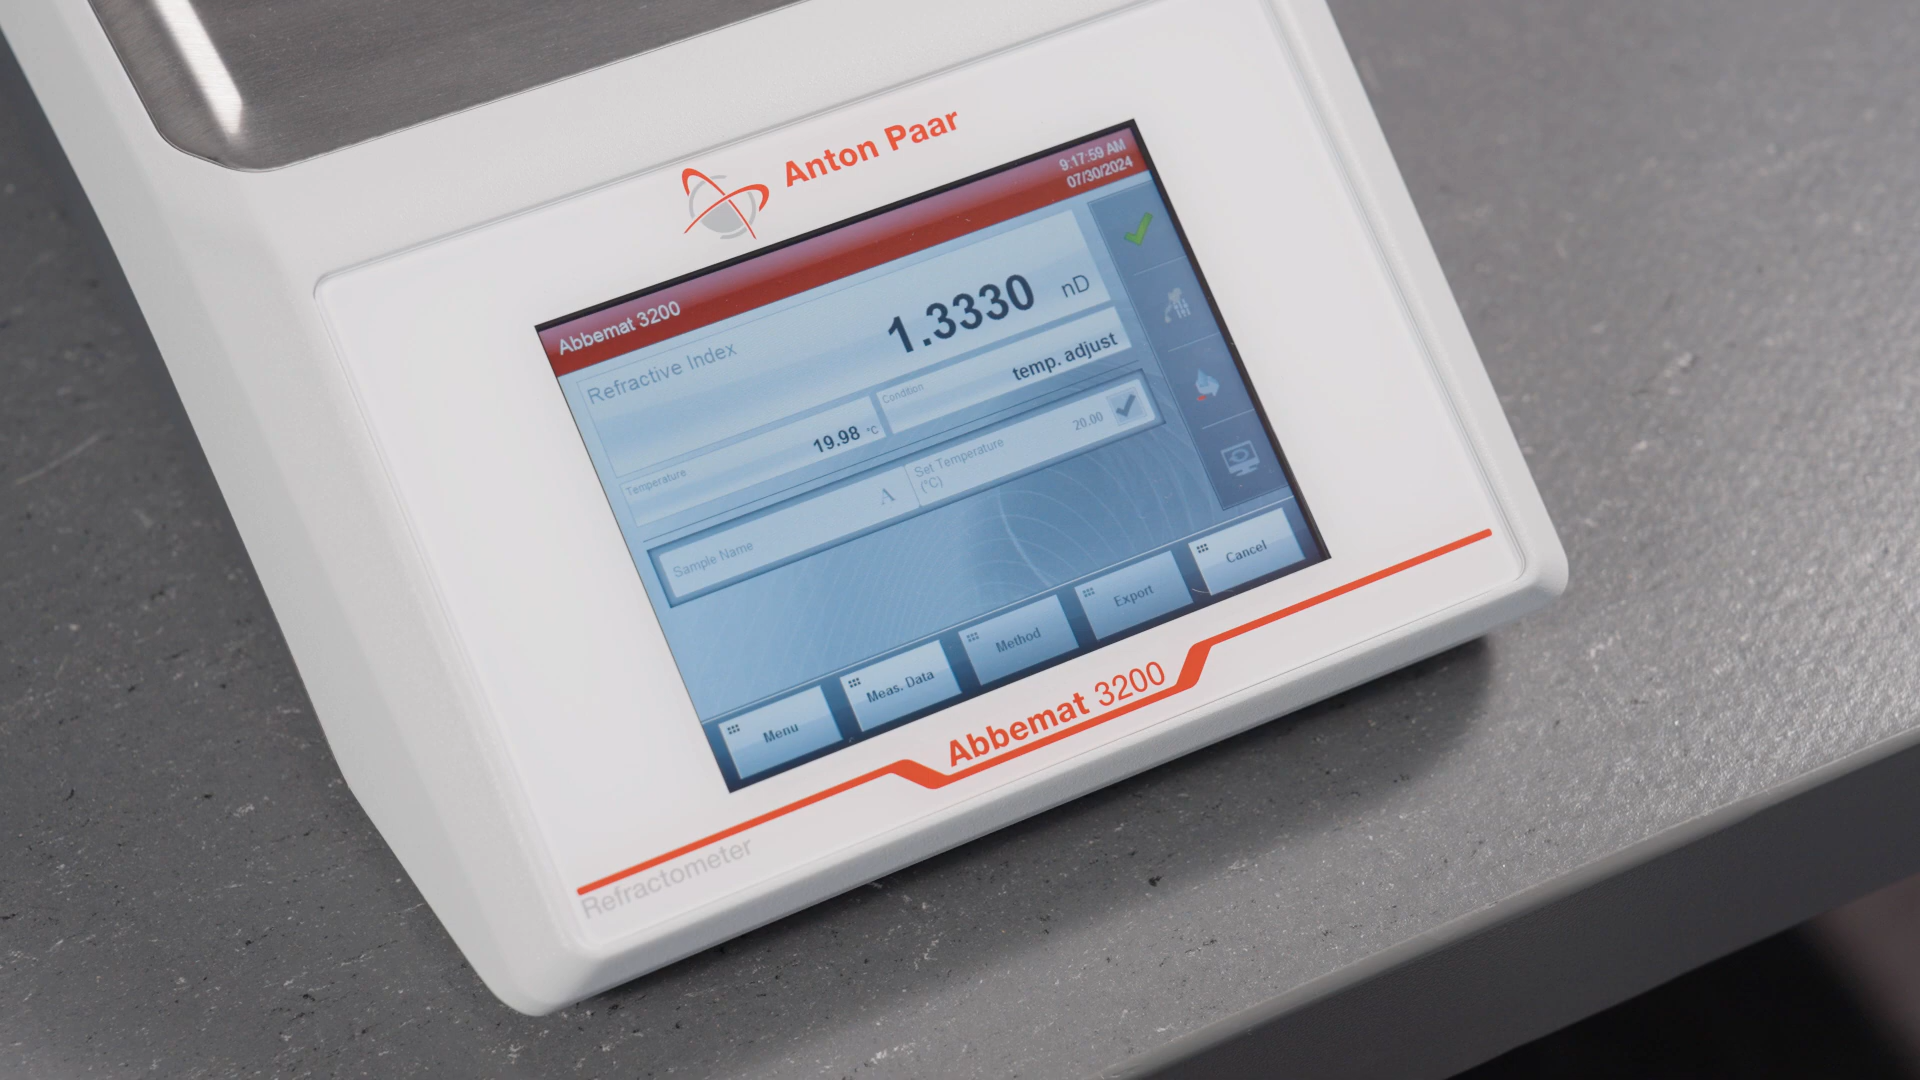 Anton Paar
9:17:59 AM
07/30/2024
Abbemat 3200
Refractive Index
1.3330 nD
Temperature
19.98 °C
Condition
temp. adjust
Sample Name
A
Set Temperature
(°C)
20.00
Menu
Meas. Data
Method
Export
Cancel
Abbemat 3200
Refractometer